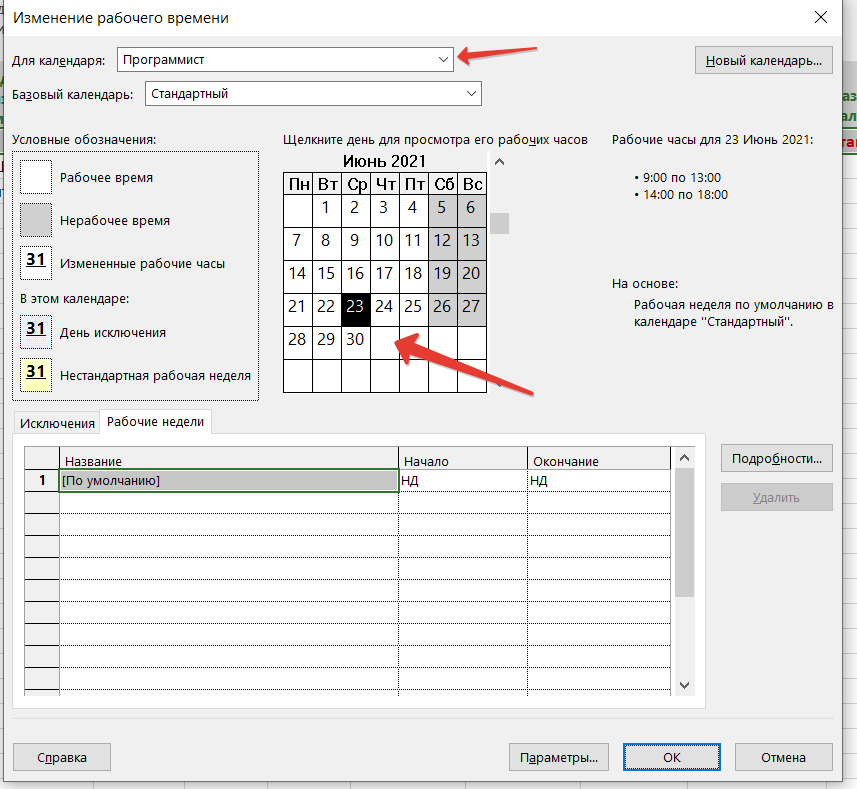 Изменение рабочего времени
Для календаря: Программист
Новый календарь...
Базовый календарь: Стандартный
Условные обозначения:
Рабочее время
Нерабочее время
31 Измененные рабочие часы
В этом календаре:
31 День исключения
31 Нестандартная рабочая неделя
Щелкните день для просмотра его рабочих часов
Июнь 2021
Пн Вт Ср Чт Пт Сб Вс
1 2 3 4 5 6
7 8 9 10 11 12 13
14 15 16 17 18 19 20
21 22 23 24 25 26 27
28 29 30
Рабочие часы для 23 Июнь 2021:
• 9:00 по 13:00
• 14:00 по 18:00
На основе:
Рабочая неделя по умолчанию в
календаре "Стандартный".
Исключения Рабочие недели
Название Начало Окончание
1 [По умолчанию] НД НД
Подробности...
Удалить
Справка Параметры... ОК Отмена